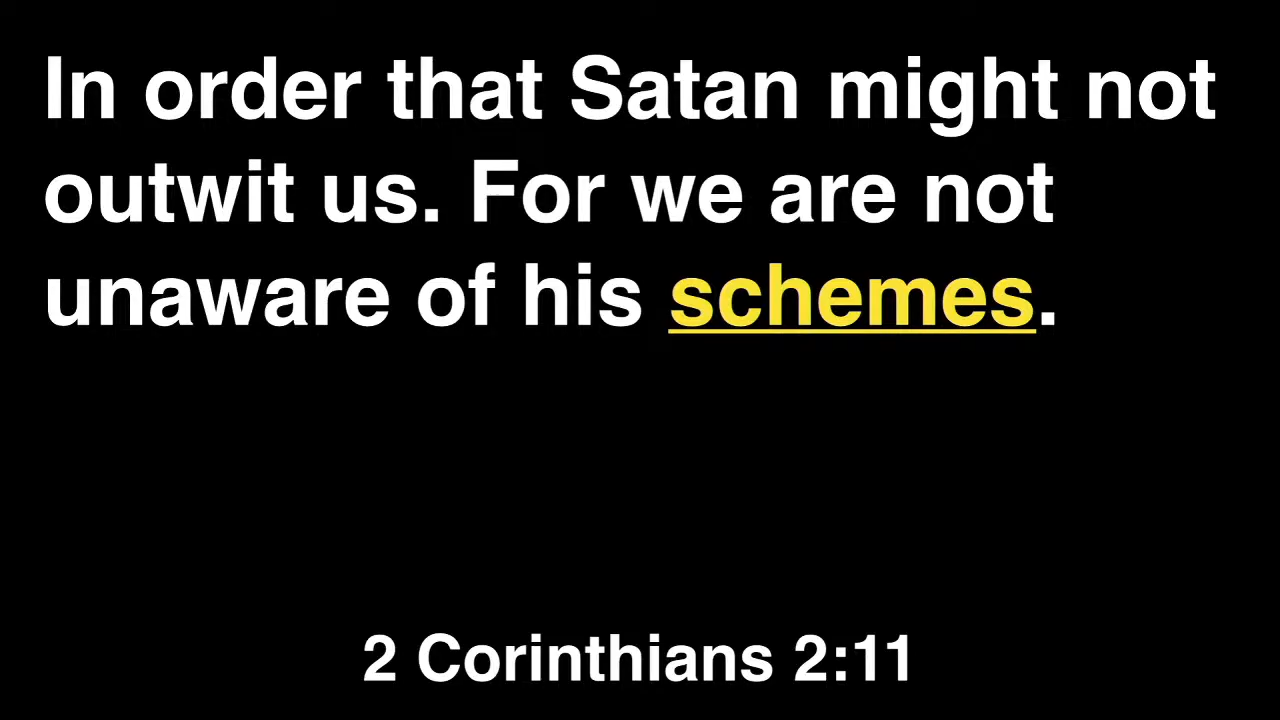 In order that Satan might not
outwit us. For we are not
unaware of his schemes.
2 Corinthians 2:11